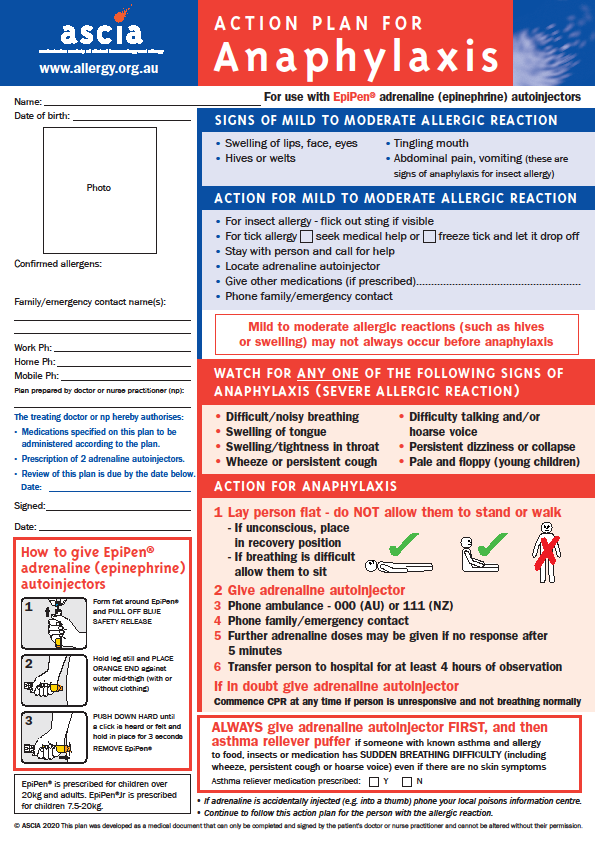 ascia
australasian society of clinical immunology and allergy
www.allergy.org.au
ACTION PLAN FOR
Anaphylaxis
Name:
For use with EpiPen® adrenaline (epinephrine) autoinjectors
Date of birth:
Photo
Confirmed allergens:
Family/emergency contact name(s):
Work Ph:
Home Ph:
Mobile Ph:
Plan prepared by doctor or nurse practitioner (np):
The treating doctor or np hereby authorises:
• Medications specified on this plan to be
administered according to the plan.
• Prescription of 2 adrenaline autoinjectors.
• Review of this plan is due by the date below.
Date:
Signed:
Date:
How to give EpiPen®
adrenaline (epinephrine)
autoinjectors
1
Form fist around EpiPen®
and PULL OFF BLUE
SAFETY RELEASE
2
Hold leg still and PLACE
ORANGE END against
outer mid-thigh (with or
without clothing)
3
PUSH DOWN HARD until
a click is heard or felt and
hold in place for 3 seconds
REMOVE EpiPen®
EpiPen® is prescribed for children over
20kg and adults. EpiPen®Jr is prescribed
for children 7.5-20kg.
SIGNS OF MILD TO MODERATE ALLERGIC REACTION
• Swelling of lips, face, eyes
• Hives or welts
• Tingling mouth
• Abdominal pain, vomiting (these are
signs of anaphylaxis for insect allergy)
ACTION FOR MILD TO MODERATE ALLERGIC REACTION
• For insect allergy - flick out sting if visible
• For tick allergy seek medical help or freeze tick and let it drop off
• Stay with person and call for help
• Locate adrenaline autoinjector
• Give other medications (if prescribed).......................................................
• Phone family/emergency contact
Mild to moderate allergic reactions (such as hives
or swelling) may not always occur before anaphylaxis
WATCH FOR ANY ONE OF THE FOLLOWING SIGNS OF
ANAPHYLAXIS (SEVERE ALLERGIC REACTION)
• Difficult/noisy breathing
• Swelling of tongue
• Swelling/tightness in throat
• Wheeze or persistent cough
• Difficulty talking and/or
hoarse voice
• Persistent dizziness or collapse
• Pale and floppy (young children)
ACTION FOR ANAPHYLAXIS
1 Lay person flat - do NOT allow them to stand or walk
- If unconscious, place
in recovery position
- If breathing is difficult
allow them to sit
2 Give adrenaline autoinjector
3 Phone ambulance - 000 (AU) or 111 (NZ)
4 Phone family/emergency contact
5 Further adrenaline doses may be given if no response after
5 minutes
6 Transfer person to hospital for at least 4 hours of observation
If in doubt give adrenaline autoinjector
Commence CPR at any time if person is unresponsive and not breathing normally
ALWAYS give adrenaline autoinjector FIRST, and then
asthma reliever puffer if someone with known asthma and allergy
to food, insects or medication has SUDDEN BREATHING DIFFICULTY (including
wheeze, persistent cough or hoarse voice) even if there are no skin symptoms
Asthma reliever medication prescribed: Y N
• If adrenaline is accidentally injected (e.g. into a thumb) phone your local poisons information centre.
• Continue to follow this action plan for the person with the allergic reaction.
© ASCIA 2020 This plan was developed as a medical document that can only be completed and signed by the patient's doctor or nurse practitioner and cannot be altered without their permission.